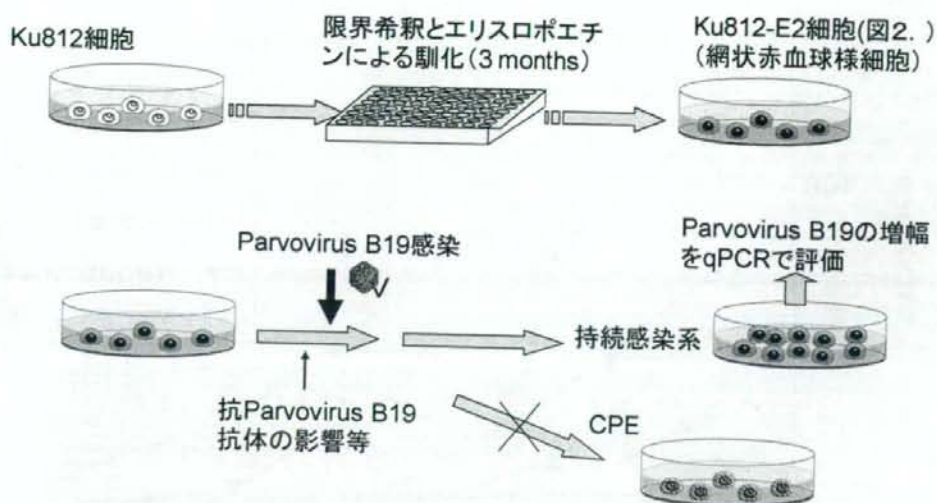 Ku812細胞
限界希釈とエリスロポエチ
ンによる馴化（3 months）
Ku812-E2細胞(図2. )
（網状赤血球様細胞）
Parvovirus B19感染
Parvovirus B19の増幅
をqPCRで評価
持続感染系
抗Parvovirus B19
抗体の影響等
CPE